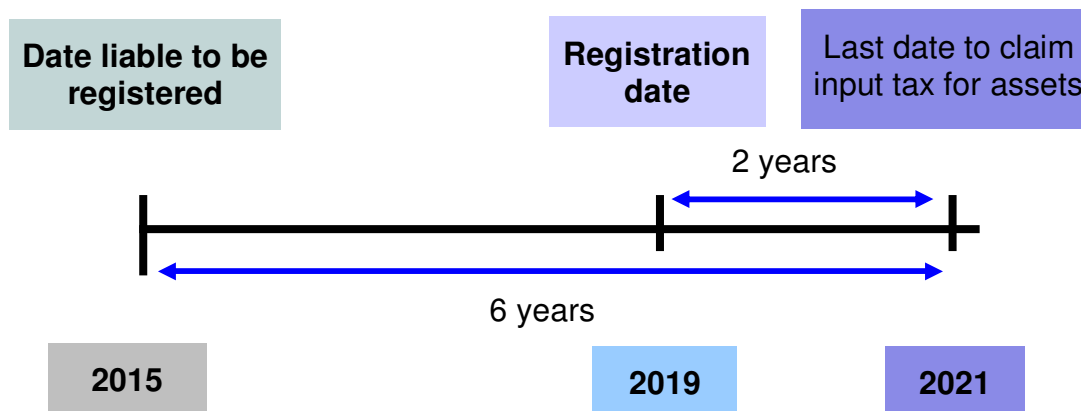 Date liable to be
registered
Registration
date
Last date to claim
input tax for assets
2 years
6 years
2015
2019
2021